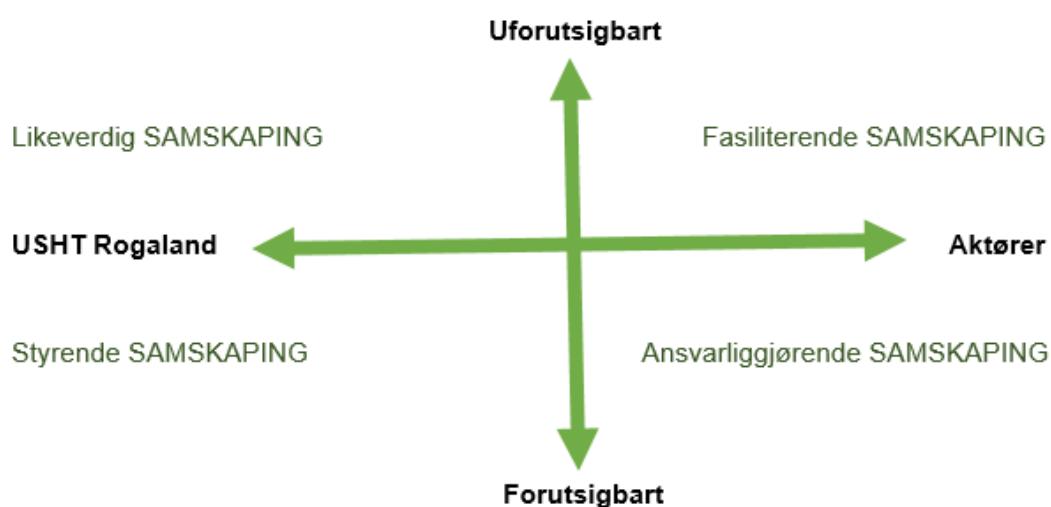 Uforutsigbart
Likeverdig SAMSKAPING
Fasiliterende SAMSKAPING
USHT Rogaland
Aktører
Styrende SAMSKAPING
Ansvarliggjørende SAMSKAPING
Forutsigbart